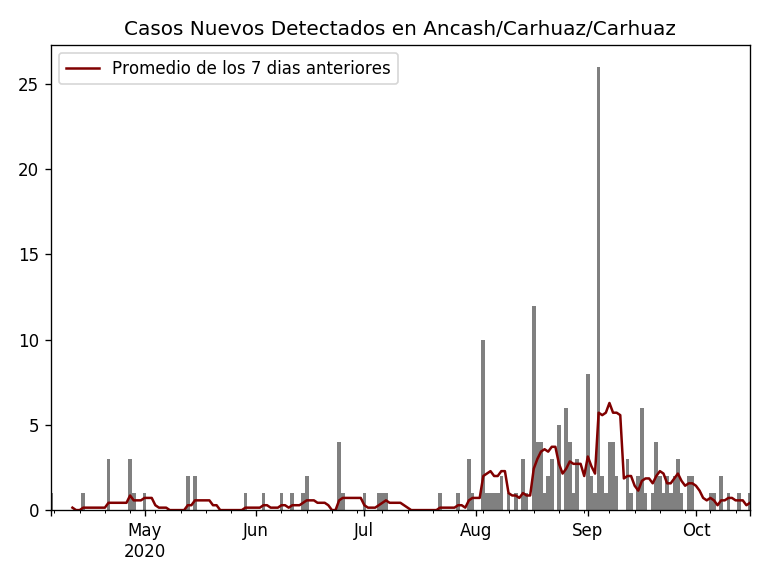 Casos Nuevos Detectados en Ancash/Carhuaz/Carhuaz
Promedio de los 7 dias anteriores
25
20
15
10
5
0
May Jun Jul Aug Sep Oct
2020